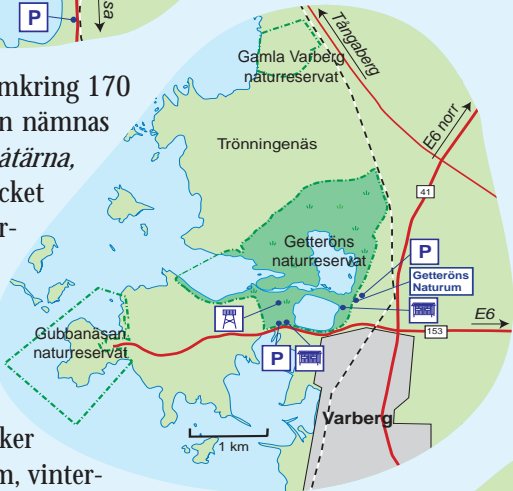 P
sa
mkring 170
n nämnas
åtärna,
cket
r-
ker
m, vinter-
Tångaberg
Gamla Varberg
naturreservat
E6 norr
Trönningenäs
41
Getteröns
naturreservat
P
Getteröns
Naturum
E6
153
Gubbanäsan
naturreservat
P
Varberg
1 km